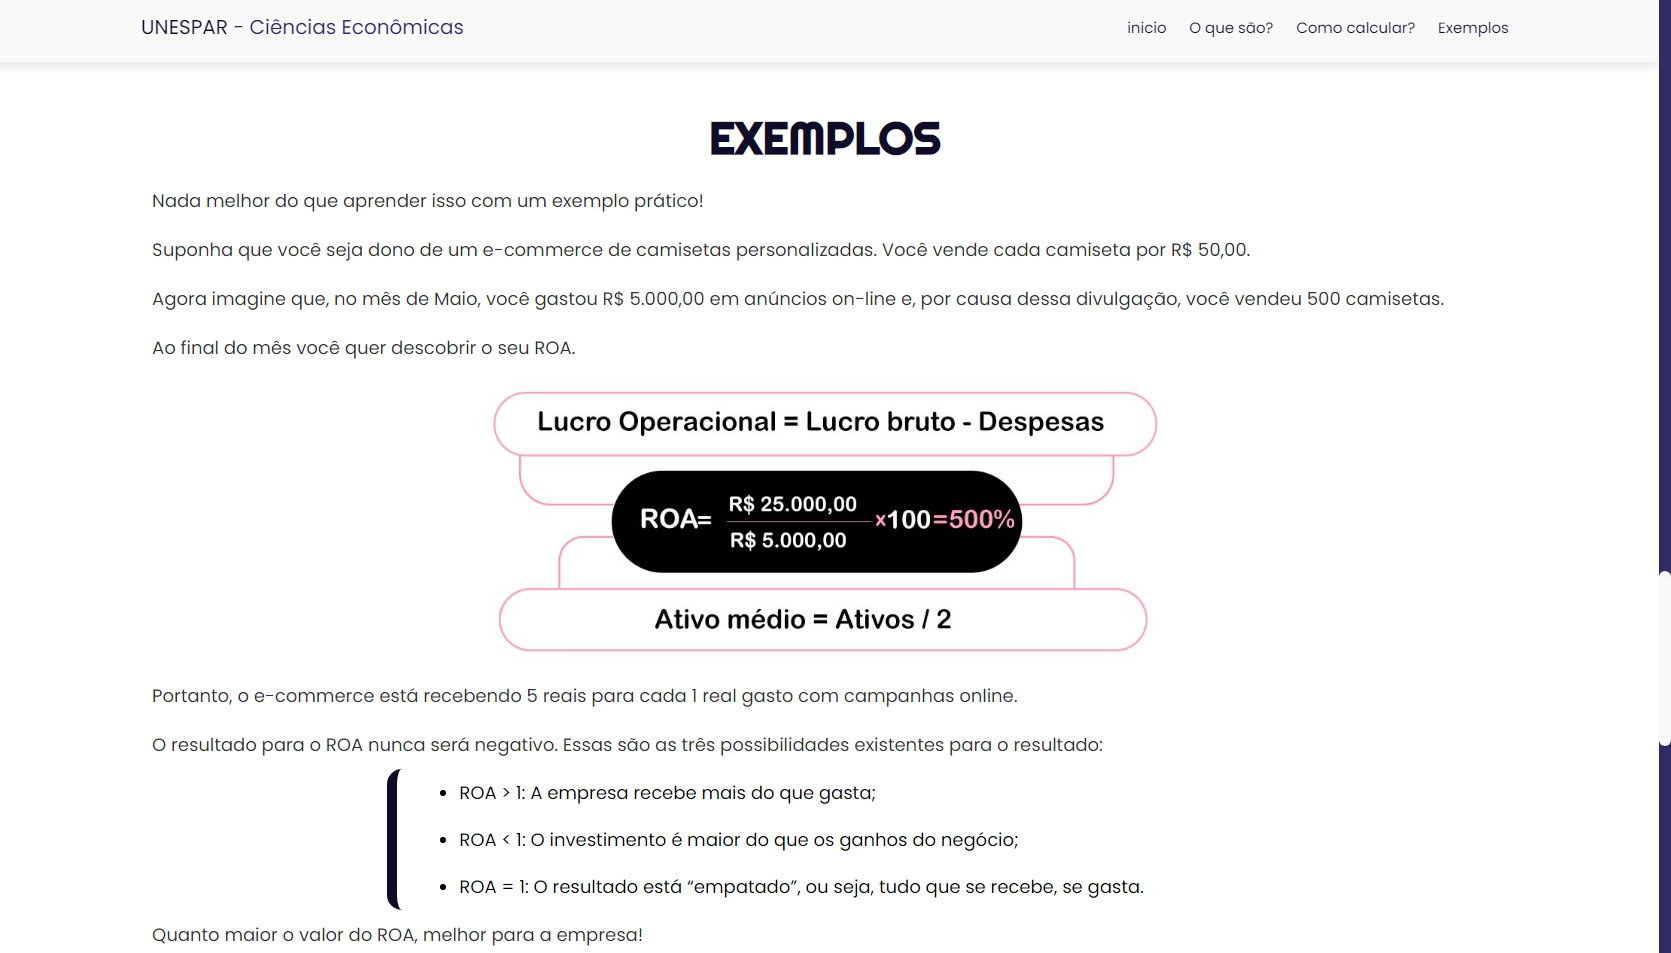 UNESPAR - Ciências Econômicas
inicio O que são? Como calcular? Exemplos
EXEMPLOS
Nada melhor do que aprender isso com um exemplo prático!
Suponha que você seja dono de um e-commerce de camisetas personalizadas. Você vende cada camiseta por R$ 50,00.
Agora imagine que, no mês de Maio, você gastou R$ 5.000,00 em anúncios on-line e, por causa dessa divulgação, você vendeu 500 camisetas.
Ao final do mês você quer descobrir o seu ROA.
Lucro Operacional = Lucro bruto - Despesas
R$ 25.000,00
ROA= x100=500%
R$ 5.000,00
Ativo médio = Ativos / 2
Portanto, o e-commerce está recebendo 5 reais para cada 1 real gasto com campanhas online.
O resultado para o ROA nunca será negativo. Essas são as três possibilidades existentes para o resultado:
• ROA > 1: A empresa recebe mais do que gasta;
• ROA < 1: O investimento é maior do que os ganhos do negócio;
• ROA = 1: O resultado está “empatado”, ou seja, tudo que se recebe, se gasta.
Quanto maior o valor do ROA, melhor para a empresa!